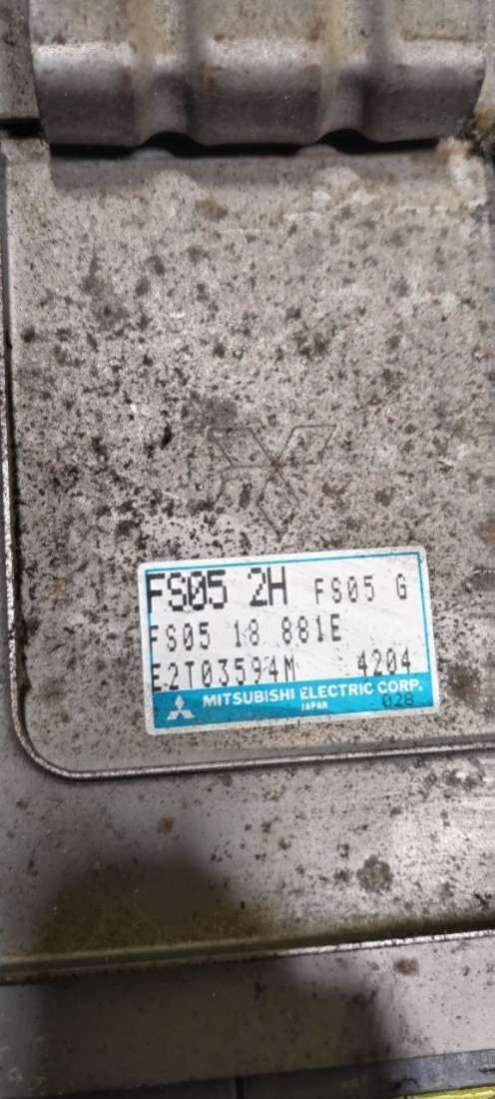 FS05 2H FS05 G
FS05 18 881E
E2T03594M 4204
MITSUBISHI ELECTRIC CORP.
JAPAN 028